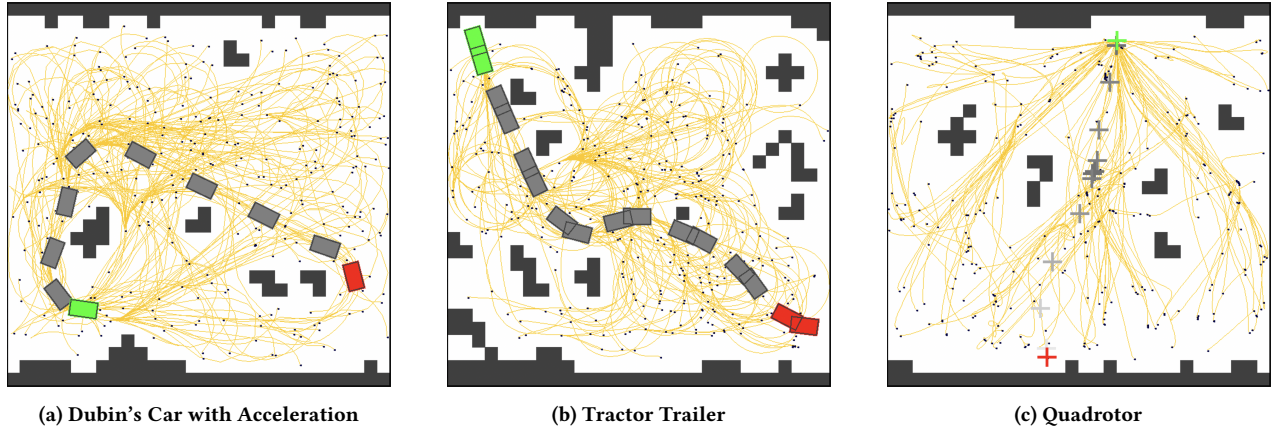 (a) Dubin's Car with Acceleration
(b) Tractor Trailer
(c) Quadrotor